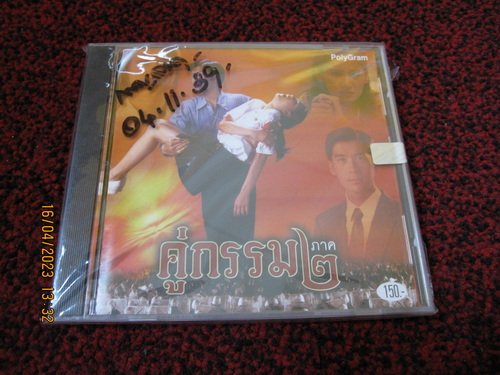 PolyGram
04.11.39.
คู่กรรม
ภาค
๒
150.-
16/04/2023 13:32